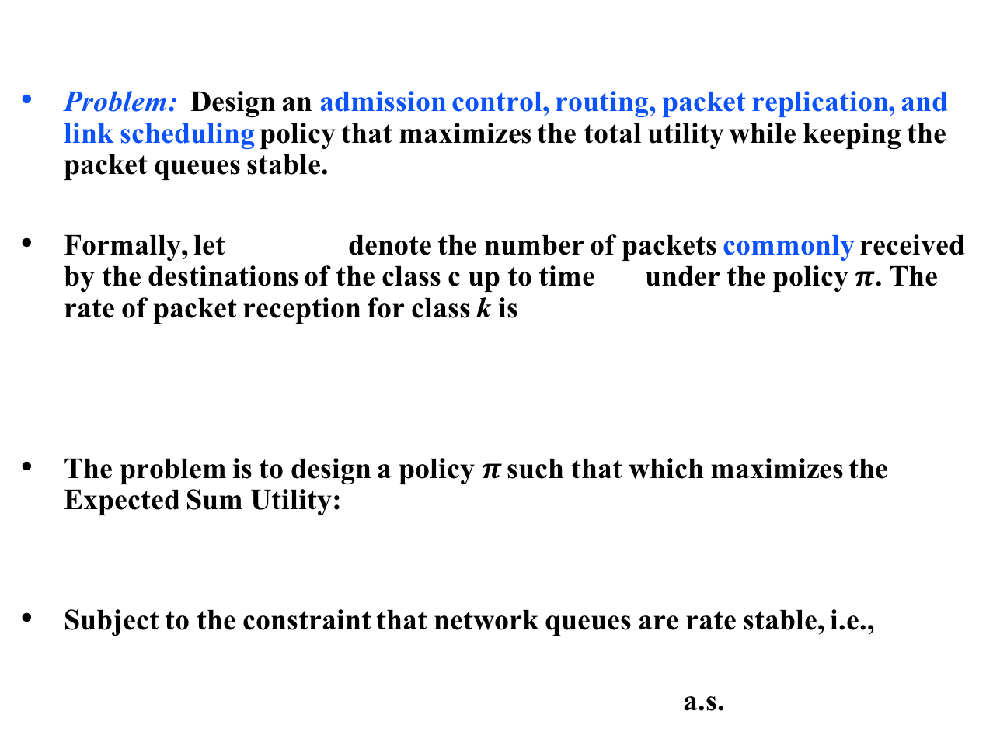 • Problem: Design an admission control, routing, packet replication, and
link scheduling policy that maximizes the total utility while keeping the
packet queues stable.
• Formally, let denote the number of packets commonly received
by the destinations of the class c up to time under the policy π. The
rate of packet reception for class k is
• The problem is to design a policy π such that which maximizes the
Expected Sum Utility:
• Subject to the constraint that network queues are rate stable, i.e.,
a.s.